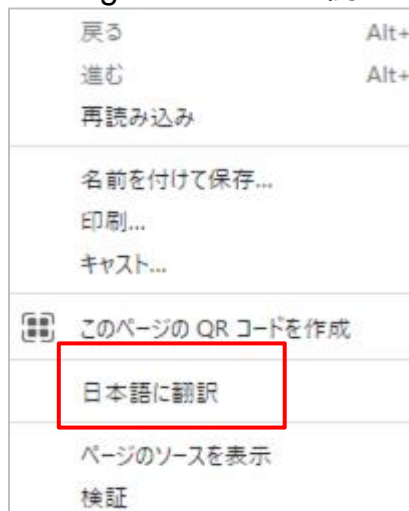 戻る Alt+
進む Alt+
再読み込み
名前を付けて保存...
印刷...
キャスト...
このページの QR コードを作成
日本語に翻訳
ページのソースを表示
検証